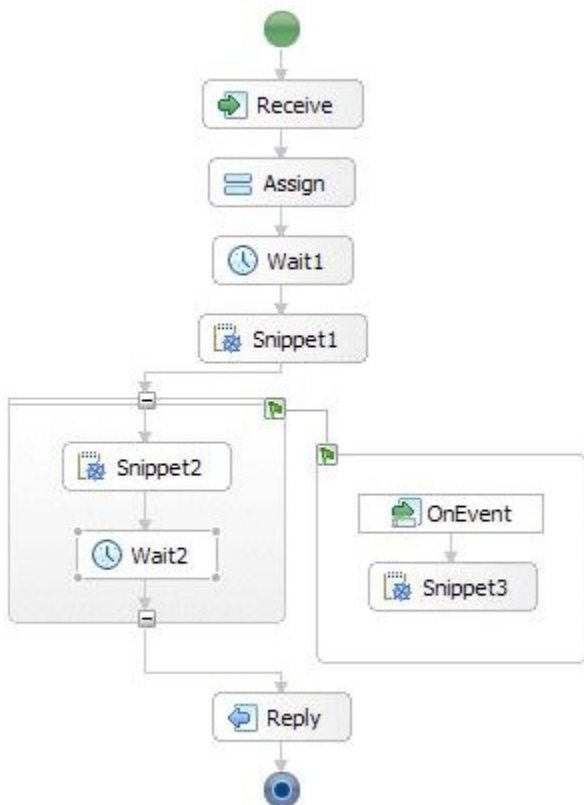 Receive
Assign
Wait1
Snippet1
Snippet2
Wait2
OnEvent
Snippet3
Reply